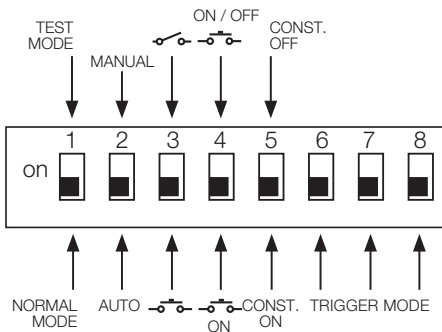 ON / OFF
TEST
MODE
CONST.
OFF
MANUAL
1 2 3 4 5 6 7 8
on
NORMAL
MODE
AUTO
ON
CONST.
ON
TRIGGER MODE